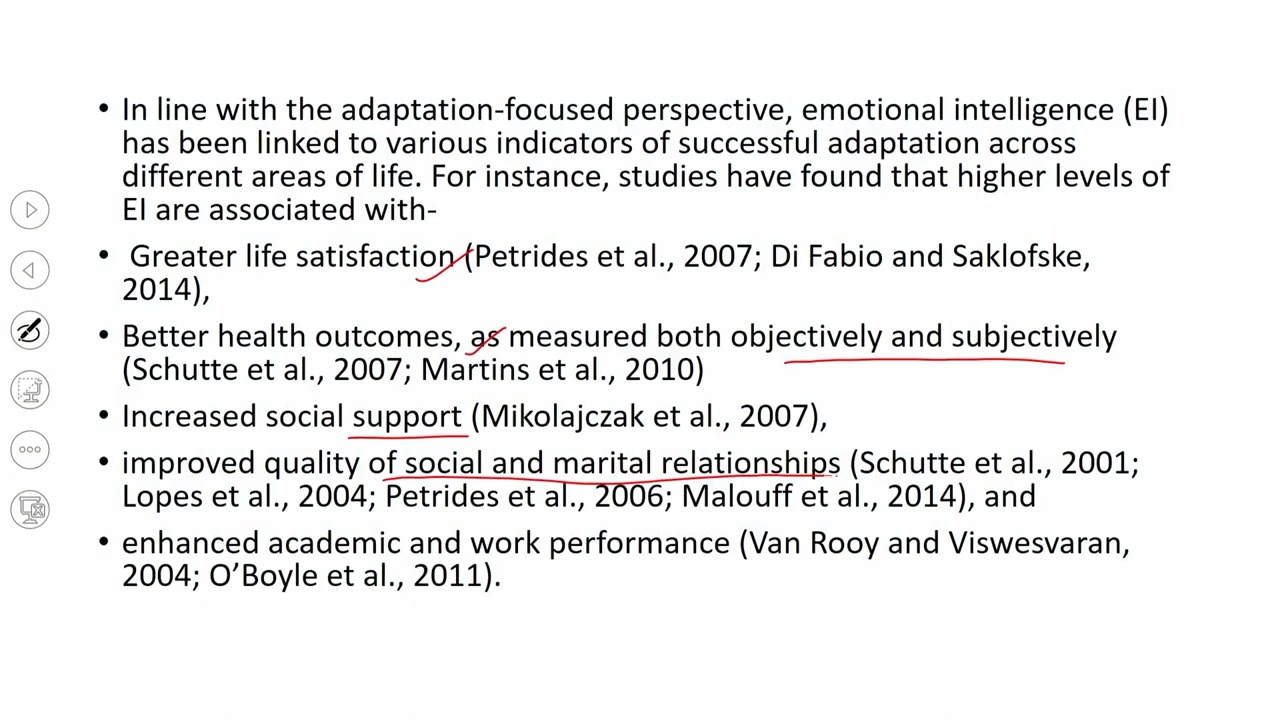 • In line with the adaptation-focused perspective, emotional intelligence (EI)
has been linked to various indicators of successful adaptation across
different areas of life. For instance, studies have found that higher levels of
EI are associated with-
• Greater life satisfaction (Petrides et al., 2007; Di Fabio and Saklofske,
2014),
• Better health outcomes, as measured both objectively and subjectively
(Schutte et al., 2007; Martins et al., 2010)
• Increased social support (Mikolajczak et al., 2007),
• improved quality of social and marital relationships (Schutte et al., 2001;
Lopes et al., 2004; Petrides et al., 2006; Malouff et al., 2014), and
• enhanced academic and work performance (Van Rooy and Viswesvaran,
2004; O’Boyle et al., 2011).